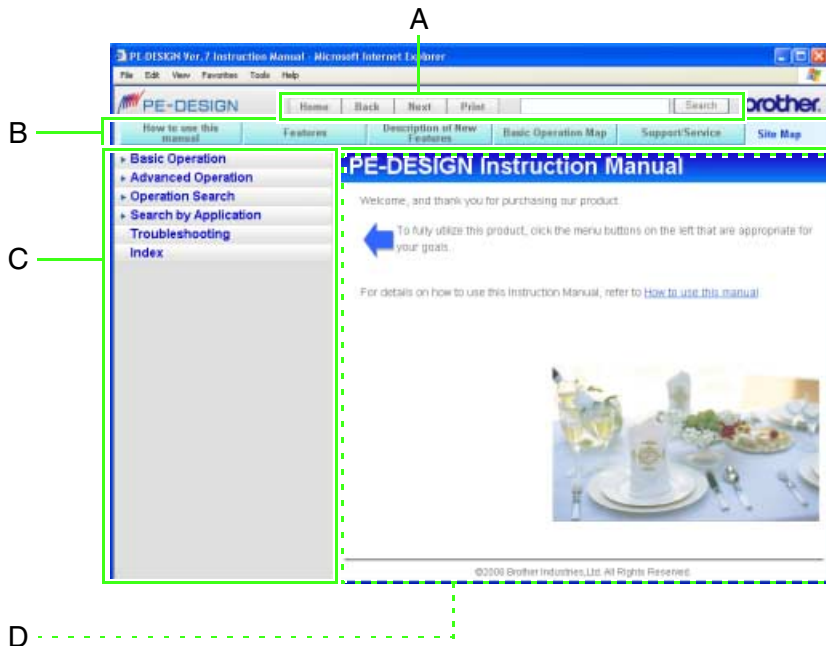 A
PE-DESIGN Ver. 7 Instruction Manual - Microsoft Internet Explorer
File Edit View Favorites Tools Help
PE-DESIGN Home Back Next Print Search brother.
B
How to use this manual
Features
Description of New Features
Basic Operation Map
Support/Service
Site Map
Basic Operation
Advanced Operation
Operation Search
Search by Application
Troubleshooting
Index
C
PE-DESIGN Instruction Manual
Welcome, and thank you for purchasing our product.
To fully utilize this product, click the menu buttons on the left that are appropriate for
your goals.
For details on how to use this Instruction Manual, refer to How to use this manual
©2008 Brother Industries,Ltd. All Rights Reserved.
D